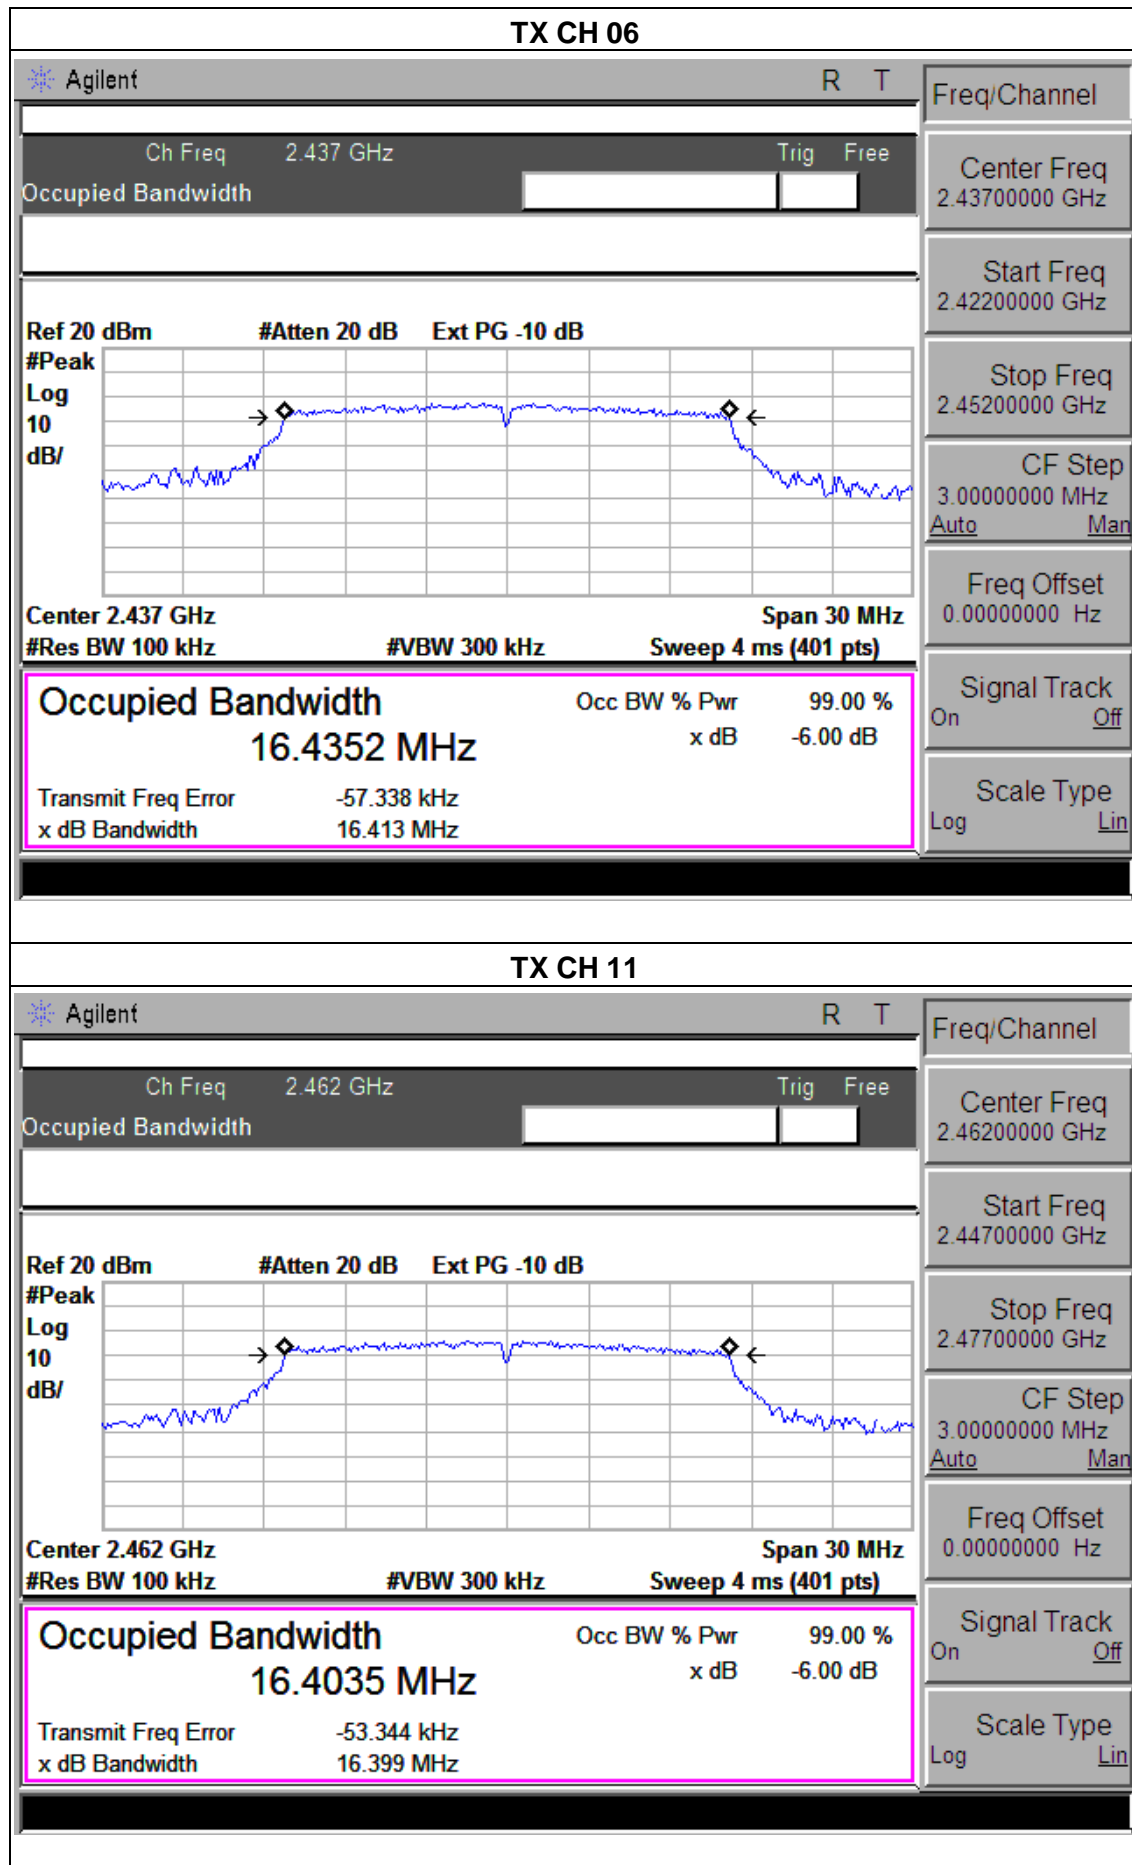 TX CH 06
Agilent R T
Freq/Channel
Ch Freq 2.437 GHz Trig Free
Occupied Bandwidth
Center Freq
2.43700000 GHz
Start Freq
2.42200000 GHz
Ref 20 dBm #Atten 20 dB Ext PG -10 dB
#Peak
Log
10
dB/
Stop Freq
2.45200000 GHz
CF Step
3.00000000 MHz
Auto Man
Freq Offset
0.00000000 Hz
Center 2.437 GHz Span 30 MHz
#Res BW 100 kHz #VBW 300 kHz Sweep 4 ms (401 pts)
Occupied Bandwidth Occ BW % Pwr 99.00 %
16.4352 MHz x dB -6.00 dB
Transmit Freq Error -57.338 kHz
x dB Bandwidth 16.413 MHz
Signal Track
On Off
Scale Type
Log Lin
TX CH 11
Agilent R T
Freq/Channel
Ch Freq 2.462 GHz Trig Free
Occupied Bandwidth
Center Freq
2.46200000 GHz
Start Freq
2.44700000 GHz
Ref 20 dBm #Atten 20 dB Ext PG -10 dB
#Peak
Log
10
dB/
Stop Freq
2.47700000 GHz
CF Step
3.00000000 MHz
Auto Man
Freq Offset
0.00000000 Hz
Center 2.462 GHz Span 30 MHz
#Res BW 100 kHz #VBW 300 kHz Sweep 4 ms (401 pts)
Occupied Bandwidth Occ BW % Pwr 99.00 %
16.4035 MHz x dB -6.00 dB
Transmit Freq Error -53.344 kHz
x dB Bandwidth 16.399 MHz
Signal Track
On Off
Scale Type
Log Lin